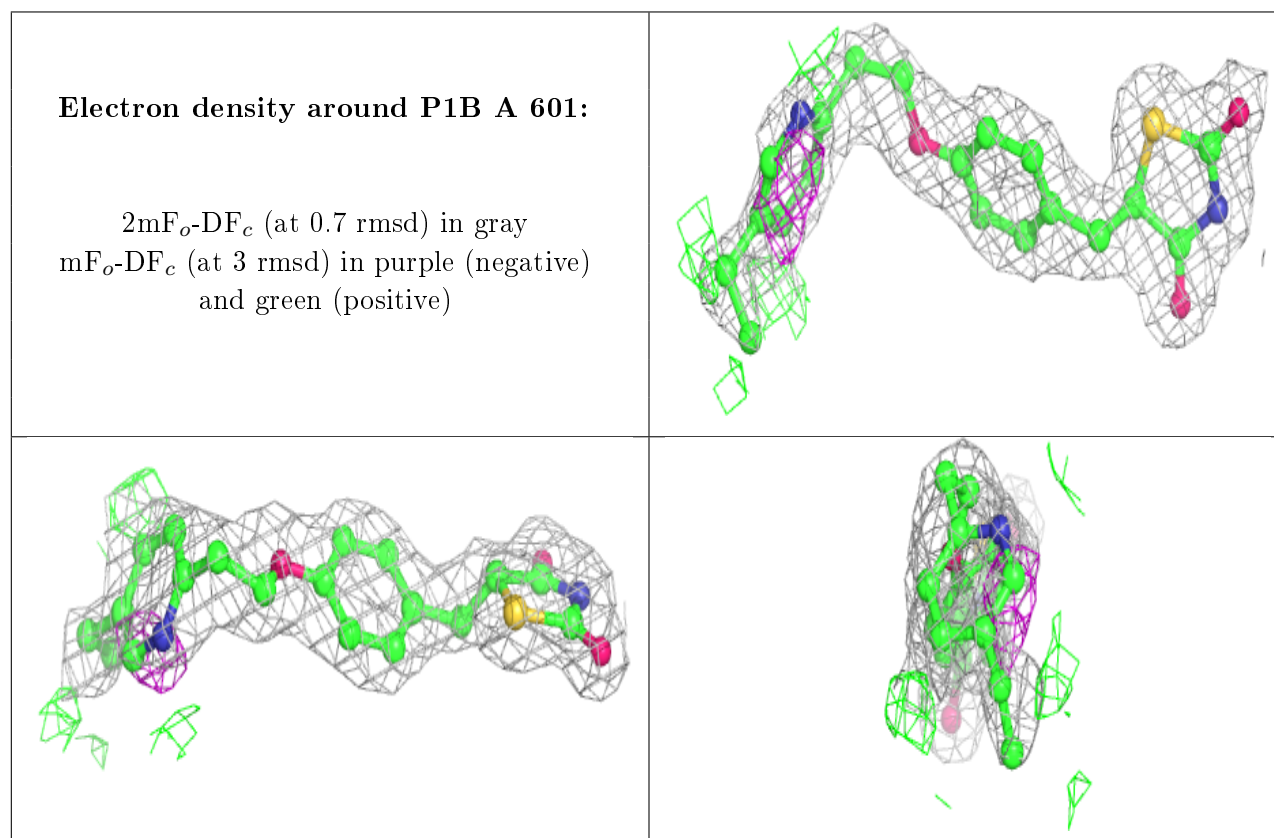 Electron density around P1B A 601:
2mFo-DFc (at 0.7 rmsd) in gray
mFo-DFc (at 3 rmsd) in purple (negative)
and green (positive)